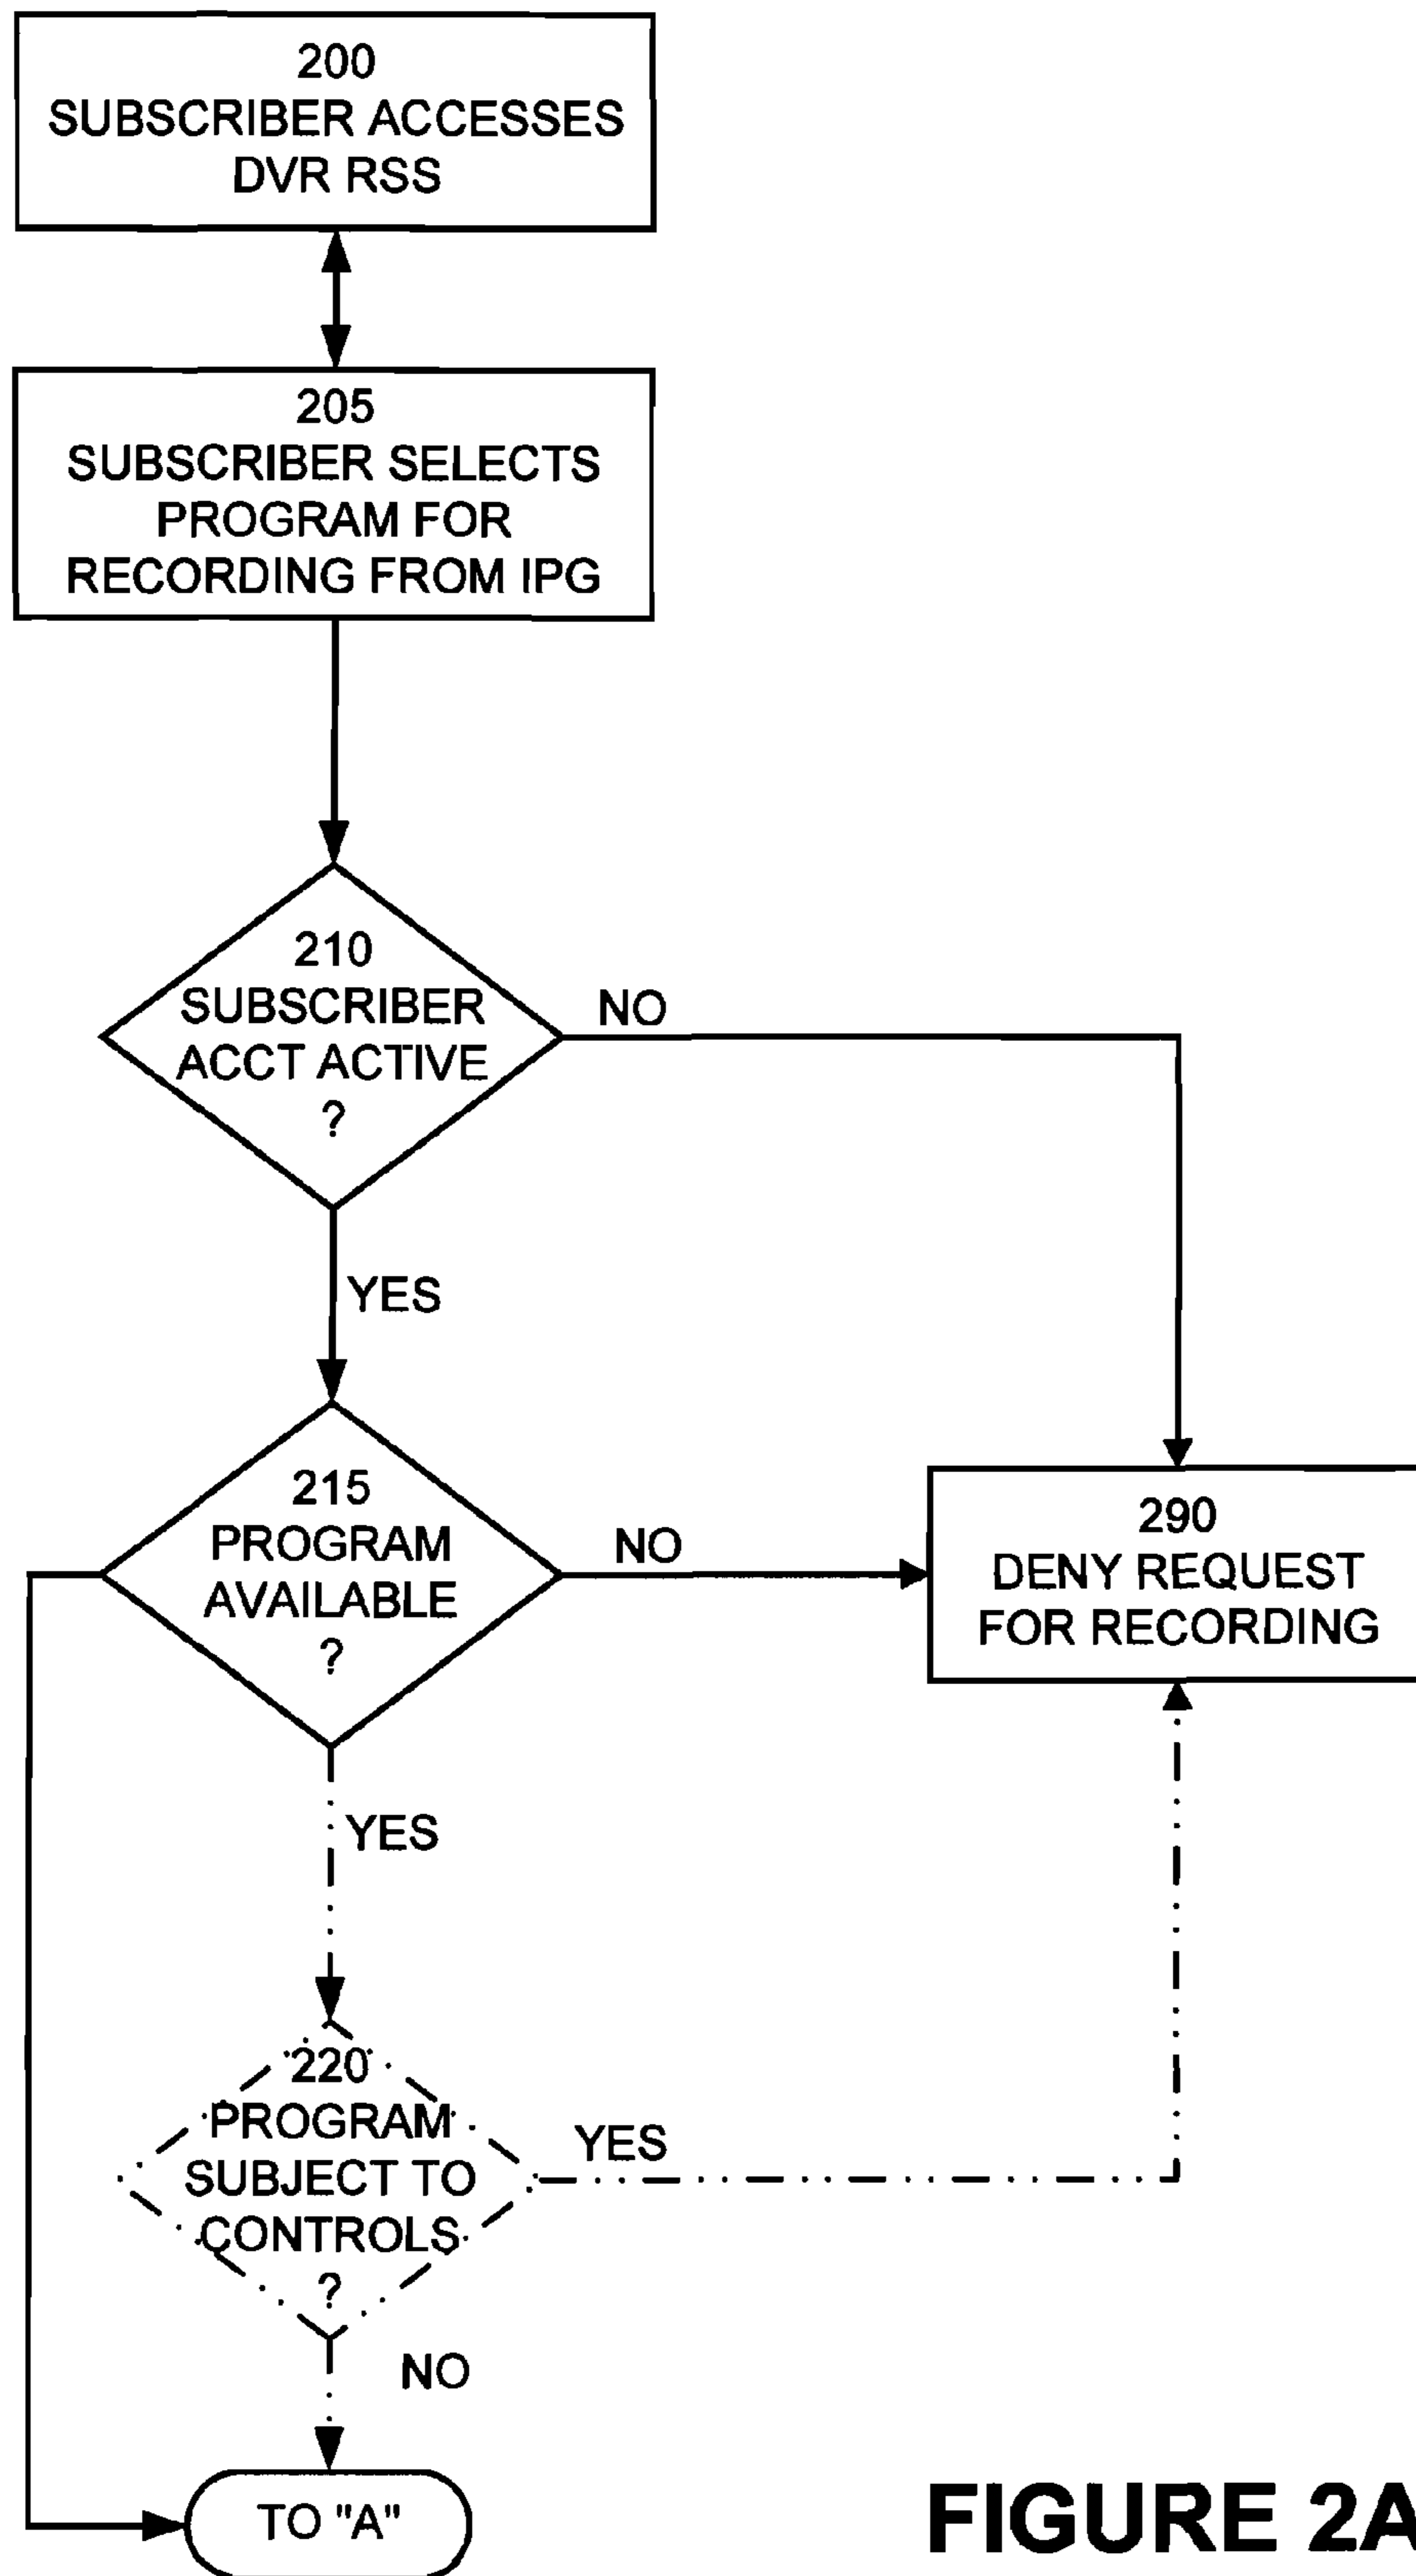 200
SUBSCRIBER ACCESSES
DVR RSS
205
SUBSCRIBER SELECTS
PROGRAM FOR
RECORDING FROM IPG
210
SUBSCRIBER
ACCT ACTIVE
?
NO
YES
215
PROGRAM
AVAILABLE
?
NO
290
DENY REQUEST
FOR RECORDING
YES
220
PROGRAM
SUBJECT TO
CONTROLS
?
YES
NO
TO "A"
FIGURE 2A